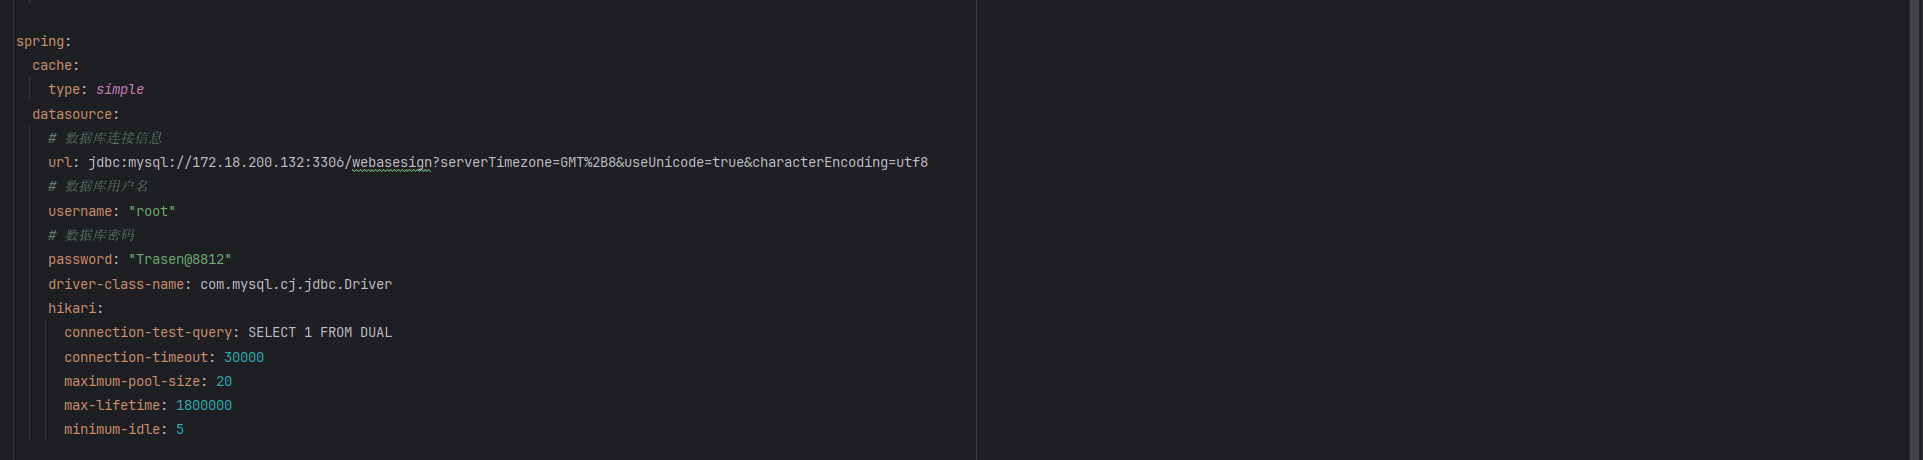 spring:
  cache:
    type: simple
  datasource:
    # 数据库连接信息
    url: jdbc:mysql://172.18.200.132:3306/webasesign?serverTimezone=GMT%2B8&useUnicode=true&characterEncoding=utf8
    # 数据库用户名
    username: "root"
    # 数据库密码
    password: "Trasen@8812"
    driver-class-name: com.mysql.cj.jdbc.Driver
    hikari:
      connection-test-query: SELECT 1 FROM DUAL
      connection-timeout: 30000
      maximum-pool-size: 20
      max-lifetime: 1800000
      minimum-idle: 5